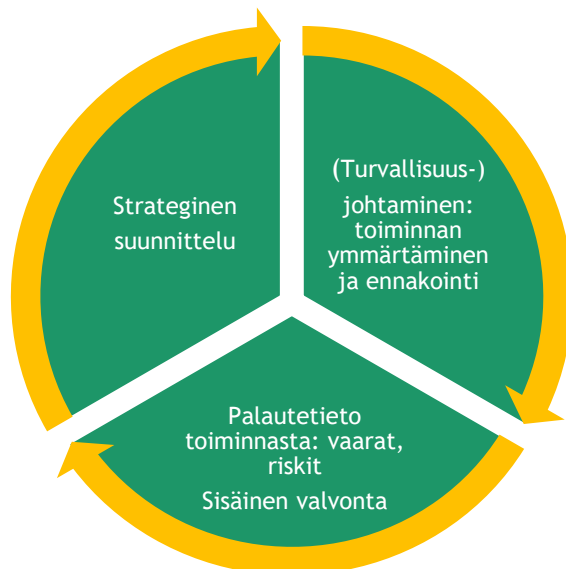 Strateginen
suunnittelu
(Turvallisuus-)
johtaminen:
toiminnan
ymmärtäminen
ja ennakointi
Palautetieto
toiminnasta: vaarat,
riskit
Sisäinen valvonta